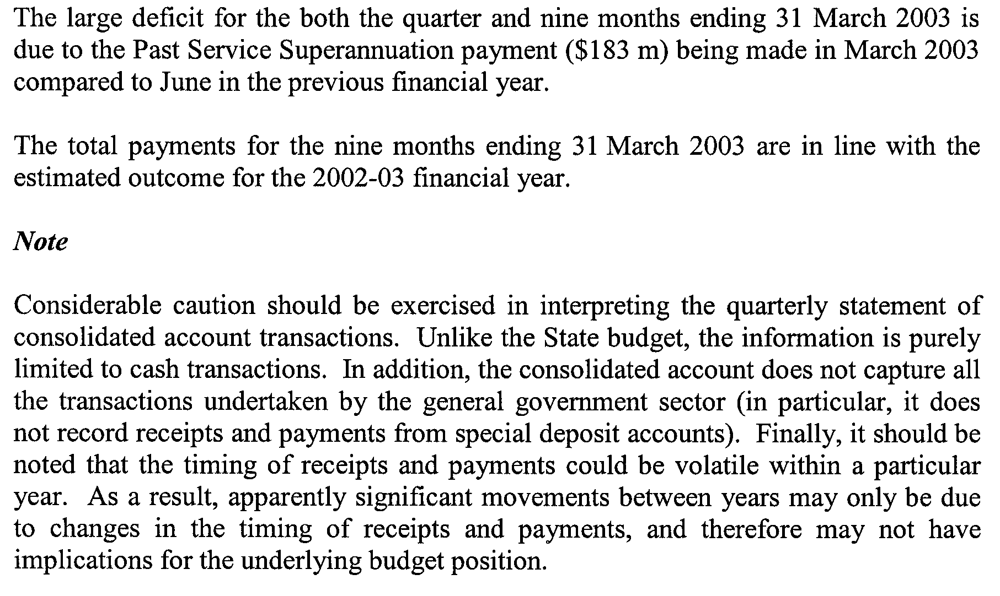 The large deficit for the both the quarter and nine months ending 31 March 2003 is
due to the Past Service Superannuation payment ($183 m) being made in March 2003
compared to June in the previous financial year.
The total payments for the nine months ending 31 March 2003 are in line with the
estimated outcome for the 2002-03 financial year.
Note
Considerable caution should be exercised in interpreting the quarterly statement of
consolidated account transactions.  Unlike the State budget, the information is purely
limited to cash transactions.  In addition, the consolidated account does not capture all
the transactions undertaken by the general government sector (in particular, it does
not record receipts and payments from special deposit accounts).  Finally, it should be
noted that the timing of receipts and payments could be volatile within a particular
year.  As a result, apparently significant movements between years may only be due
to changes in the timing of receipts and payments, and therefore may not have
implications for the underlying budget position.